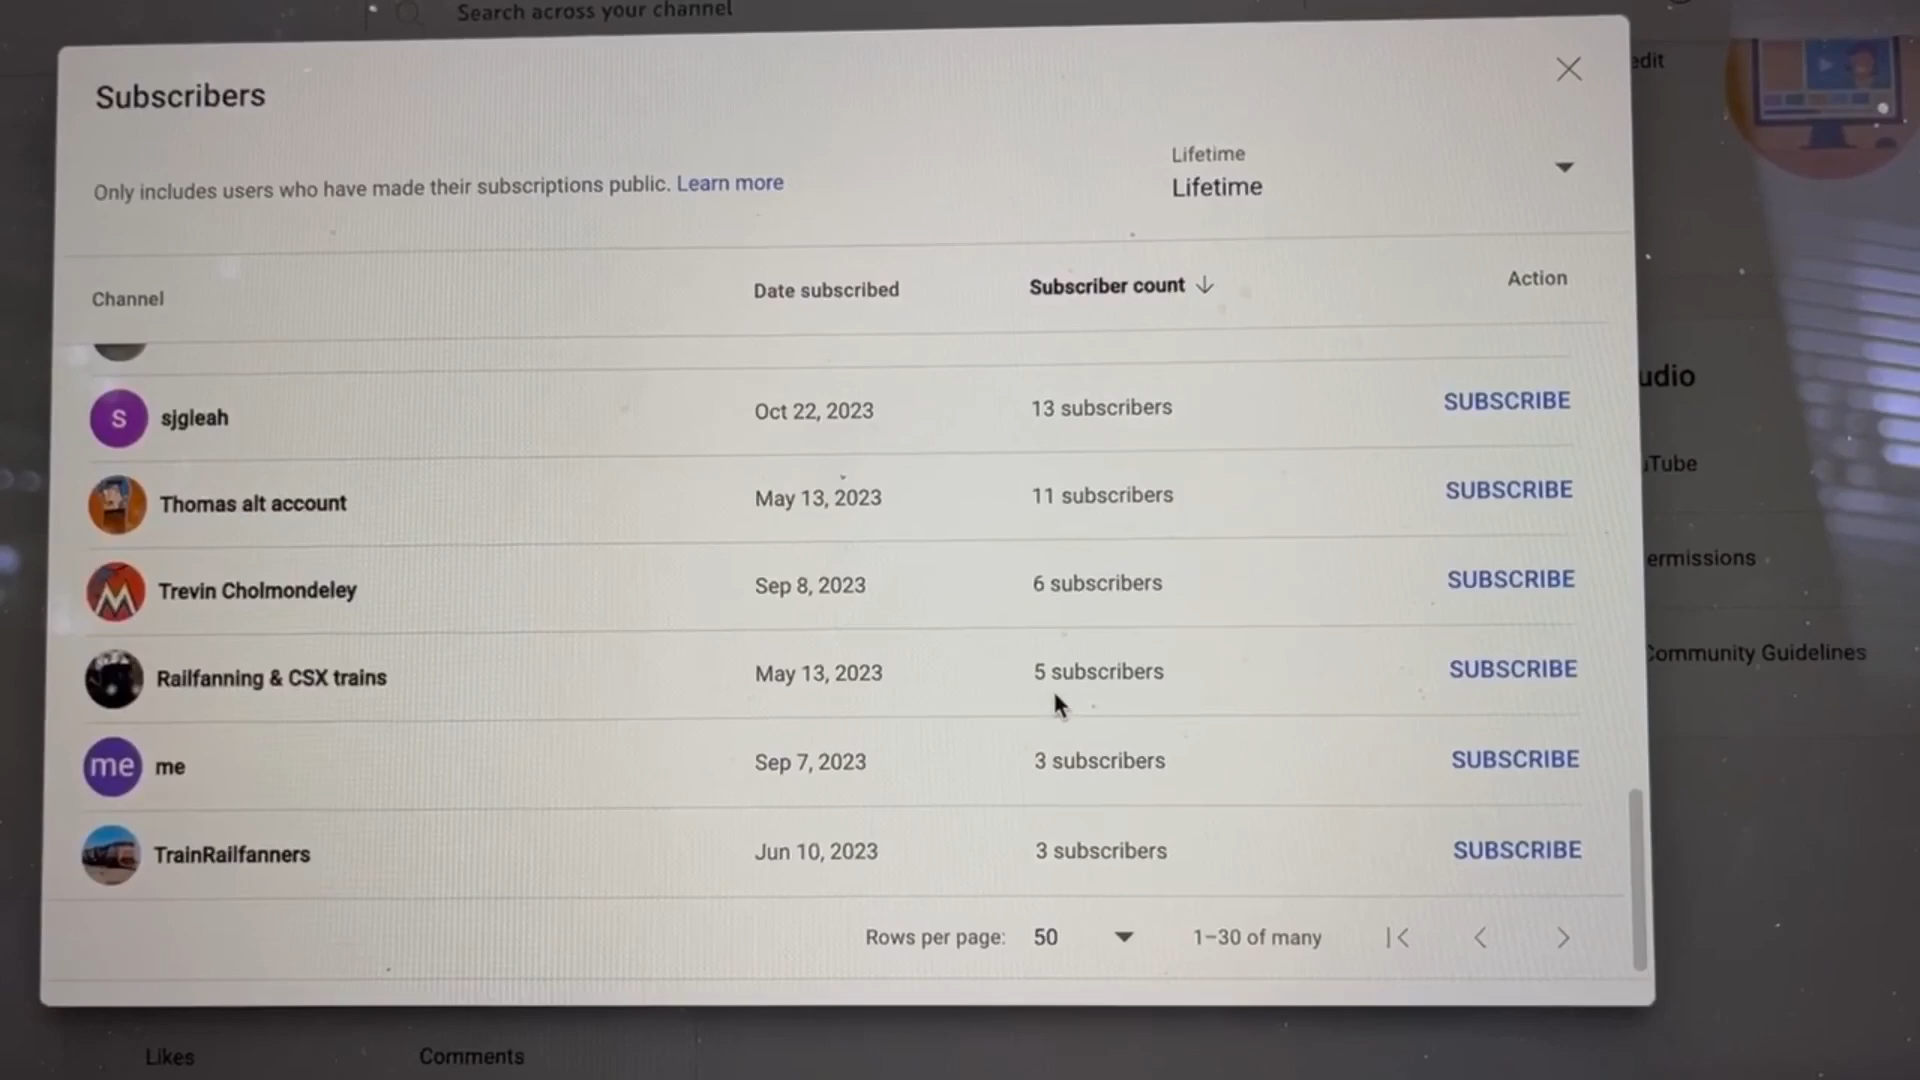 Search across your channel
Subscribers
edit
Only includes users who have made their subscriptions public. Learn more
Lifetime
Lifetime
Channel
Date subscribed
Subscriber count
Action
S sjgleah
Oct 22, 2023
13 subscribers
SUBSCRIBE
udio
Thomas alt account
May 13, 2023
11 subscribers
SUBSCRIBE
uTube
Trevin Cholmondeley
Sep 8, 2023
6 subscribers
SUBSCRIBE
ermissions
Railfanning & CSX trains
May 13, 2023
5 subscribers
SUBSCRIBE
Community Guidelines
me me
Sep 7, 2023
3 subscribers
SUBSCRIBE
TrainRailfanners
Jun 10, 2023
3 subscribers
SUBSCRIBE
Rows per page: 50
1–30 of many
Likes
Comments